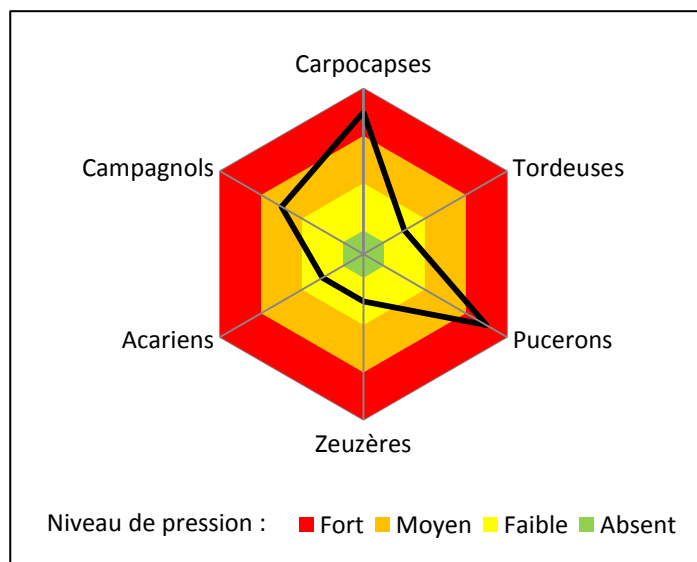 Carpocapses
Campagnols
Tordeuses
Acariens
Pucerons
Zeuzères
Niveau de pression : Fort Moyen Faible Absent